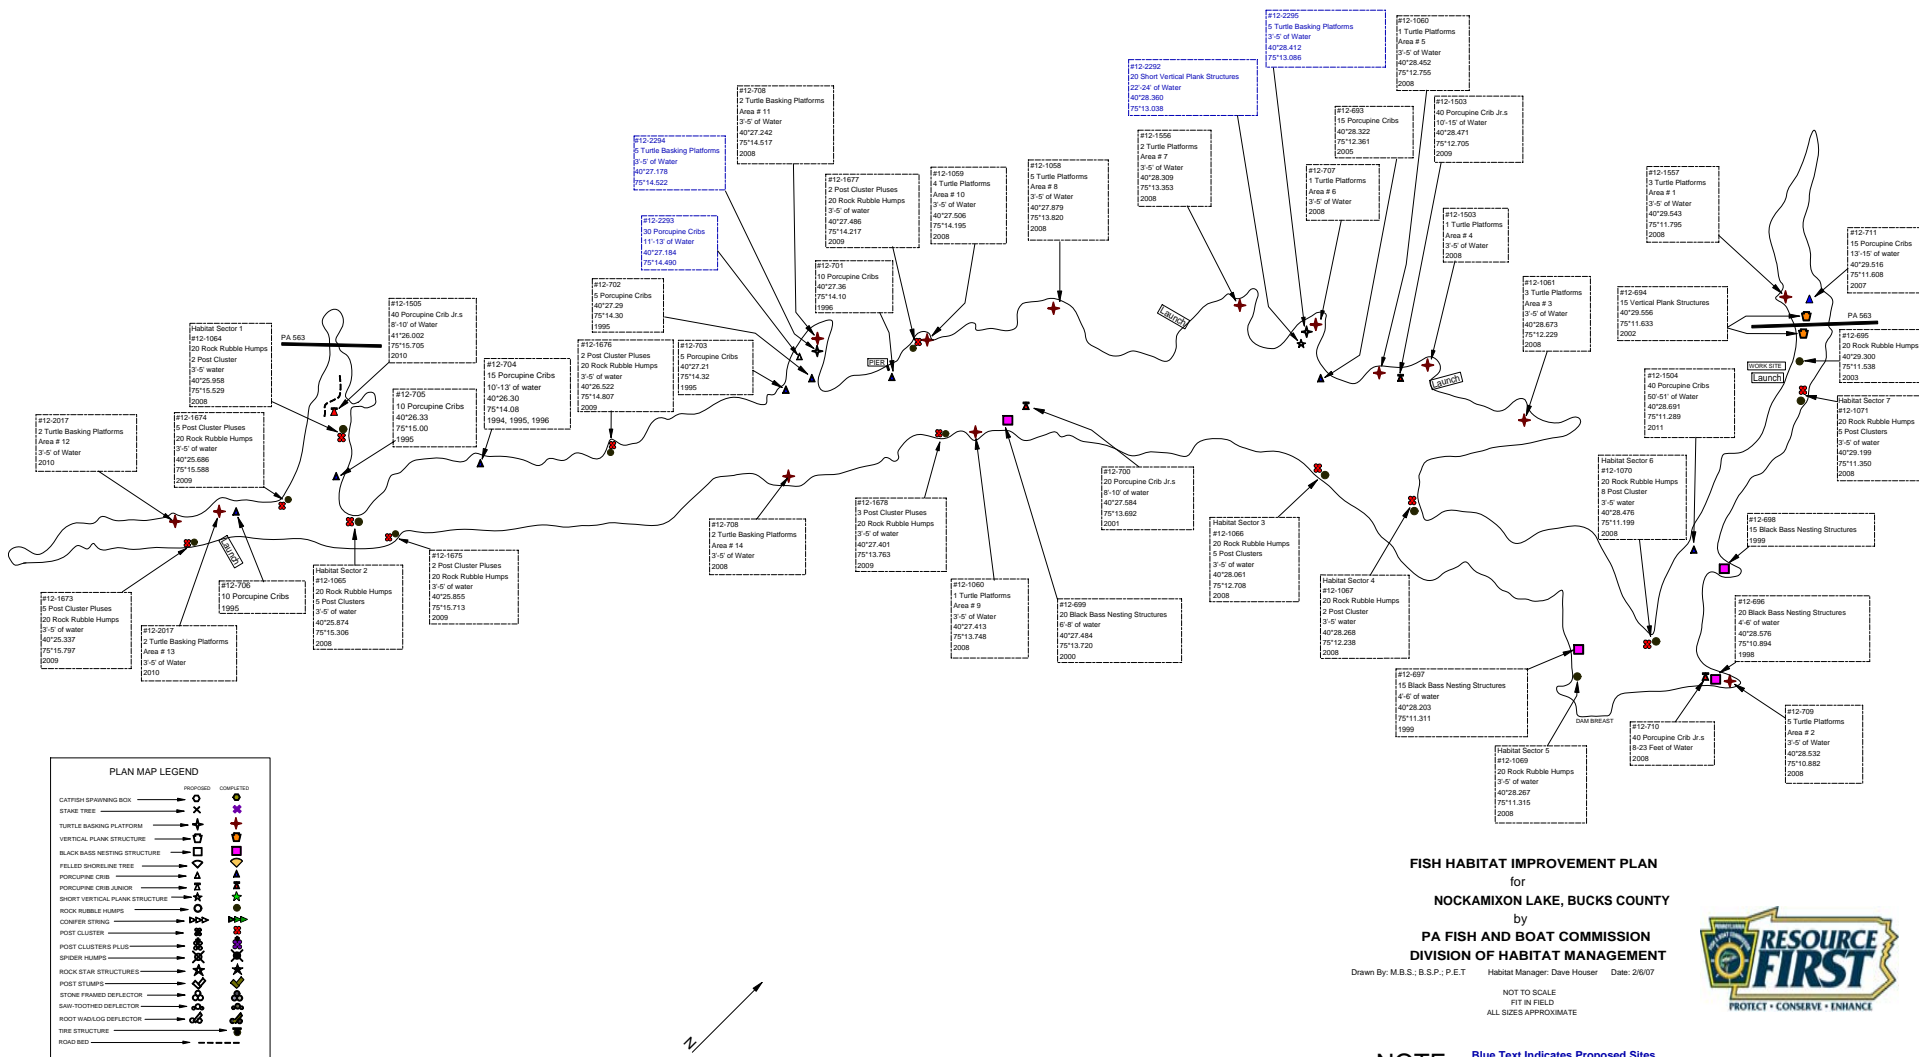 #12-2295
5 Turtle Basking Platforms
3'-5' of Water
40°28.412
75°13.086
#12-1060
1 Turtle Platforms
Area # 5
3'-5' of Water
40°28.452
75°12.755
2008
#12-2292
20 Short Vertical Plank Structures
22'-24' of Water
40°28.360
75°13.038
#12-708
2 Turtle Basking Platforms
Area # 11
3'-5' of Water
40°27.242
75°14.517
2008
#12-693
15 Porcupine Cribs
40°28.322
75°12.361
2005
#12-1503
40 Porcupine Crib Jr.s
10'-15' of Water
40°28.471
75°12.705
2009
#12-2294
5 Turtle Basking Platforms
3'-5' of Water
40°27.178
75°14.522
#12-1556
2 Turtle Platforms
Area # 7
3'-5' of Water
40°28.309
75°13.353
2008
#12-1677
2 Post Cluster Pluses
20 Rock Rubble Humps
3'-5' of water
40°27.486
75°14.217
2009
#12-1059
4 Turtle Platforms
Area # 10
3'-5' of Water
40°27.506
75°14.195
2008
#12-1058
5 Turtle Platforms
Area # 8
3'-5' of Water
40°27.879
75°13.820
2008
#12-707
1 Turtle Platforms
Area # 6
3'-5' of Water
2008
#12-1557
3 Turtle Platforms
Area # 1
3'-5' of Water
40°29.543
75°11.795
2008
#12-2293
30 Porcupine Cribs
11'-13' of Water
40°27.184
75°14.490
#12-1503
1 Turtle Platforms
Area # 4
3'-5' of Water
2008
#12-711
15 Porcupine Cribs
13'-15' of water
40°29.516
75°11.608
2007
#12-702
5 Porcupine Cribs
40°27.29
75°14.30
1995
#12-701
10 Porcupine Cribs
40°27.36
75°14.10
1996
#12-1061
3 Turtle Platforms
Area # 3
3'-5' of Water
40°28.673
75°12.229
2008
#12-694
15 Vertical Plank Structures
40°29.556
75°11.633
2002
#12-1505
40 Porcupine Crib Jr.s
8'-10' of Water
41°26.002
75°15.705
2010
Habitat Sector 1
#12-1064
20 Rock Rubble Humps
2 Post Cluster
3'-5' water
40°25.958
75°15.529
2008
PA 563
PA 563
Launch
#12-695
20 Rock Rubble Humps
40°29.300
75°11.538
2003
#12-1676
2 Post Cluster Pluses
20 Rock Rubble Humps
3'-5' of water
40°26.522
75°14.807
2009
#12-703
5 Porcupine Cribs
40°27.21
75°14.32
1995
PIER
#12-704
15 Porcupine Cribs
10'-13' of water
40°26.30
75°14.08
1994, 1995, 1996
WORK SITE
Launch
Launch
#12-1504
40 Porcupine Cribs
50'-51' of Water
40°28.691
75°11.289
2011
#12-705
10 Porcupine Cribs
40°26.33
75°15.00
1995
Habitat Sector 7
#12-1071
20 Rock Rubble Humps
5 Post Clusters
3'-5' of water
40°29.199
75°11.350
2008
#12-2017
2 Turtle Basking Platforms
Area # 12
3'-5' of Water
2010
#12-1674
5 Post Cluster Pluses
20 Rock Rubble Humps
3'-5' of water
40°25.686
75°15.588
2009
Habitat Sector 6
#12-1070
20 Rock Rubble Humps
8 Post Cluster
3'-5' water
40°28.476
75°11.199
2008
#12-700
20 Porcupine Crib Jr.s
8'-10' of water
40°27.584
75°13.692
2001
#12-1678
3 Post Cluster Pluses
20 Rock Rubble Humps
3'-5' of water
40°27.401
75°13.763
2009
#12-708
2 Turtle Basking Platforms
Area # 14
3'-5' of Water
2008
Habitat Sector 3
#12-1066
20 Rock Rubble Humps
5 Post Clusters
3'-5' of water
40°28.061
75°12.708
2008
#12-698
15 Black Bass Nesting Structures
1999
Launch
#12-1675
2 Post Cluster Pluses
20 Rock Rubble Humps
3'-5' of water
40°25.855
75°15.713
2009
Habitat Sector 2
#12-1065
20 Rock Rubble Humps
5 Post Clusters
3'-5' of water
40°25.874
75°15.306
2008
#12-706
10 Porcupine Cribs
1995
#12-1673
5 Post Cluster Pluses
20 Rock Rubble Humps
3'-5' of water
40°25.337
75°15.797
2009
#12-2017
2 Turtle Basking Platforms
Area # 13
3'-5' of Water
2010
#12-1060
1 Turtle Platforms
Area # 9
3'-5' of Water
40°27.413
75°13.748
2008
#12-699
20 Black Bass Nesting Structures
6'-8' of water
40°27.484
75°13.720
2000
Habitat Sector 4
#12-1067
20 Rock Rubble Humps
2 Post Cluster
3'-5' water
40°28.268
75°12.238
2008
#12-696
20 Black Bass Nesting Structures
4'-6' of water
40°28.576
75°10.894
1998
#12-697
15 Black Bass Nesting Structures
4'-6' of water
40°28.203
75°11.311
1999
DAM BREAST
#12-710
40 Porcupine Crib Jr.s
8-23 Feet of Water
2008
#12-709
5 Turtle Platforms
Area # 2
3'-5' of Water
40°28.532
75°10.882
2008
Habitat Sector 5
#12-1069
20 Rock Rubble Humps
3'-5' of water
40°28.267
75°11.315
2008
PLAN MAP LEGEND
PROPOSED COMPLETED
CATFISH SPAWNING BOX
STAKE TREE
TURTLE BASKING PLATFORM
VERTICAL PLANK STRUCTURE
BLACK BASS NESTING STRUCTURE
FELLED SHORELINE TREE
PORCUPINE CRIB
PORCUPINE CRIB JUNIOR
SHORT VERTICAL PLANK STRUCTURE
ROCK RUBBLE HUMPS
CONIFER STRING
POST CLUSTER
POST CLUSTERS PLUS
SPIDER HUMPS
ROCK STAR STRUCTURES
POST STUMPS
STONE FRAMED DEFLECTOR
SAW-TOOTHED DEFLECTOR
ROOT WAD/LOG DEFLECTOR
TIRE STRUCTURE
ROAD BED
N
FISH HABITAT IMPROVEMENT PLAN
for
NOCKAMIXON LAKE, BUCKS COUNTY
by
PA FISH AND BOAT COMMISSION
DIVISION OF HABITAT MANAGEMENT
Drawn By: M.B.S.; B.S.P.; P.E.T Habitat Manager: Dave Houser Date: 2/6/07
NOT TO SCALE
FIT IN FIELD
ALL SIZES APPROXIMATE
RESOURCE
FIRST
PROTECT • CONSERVE • ENHANCE
NOTE Blue Text Indicates Proposed Sites